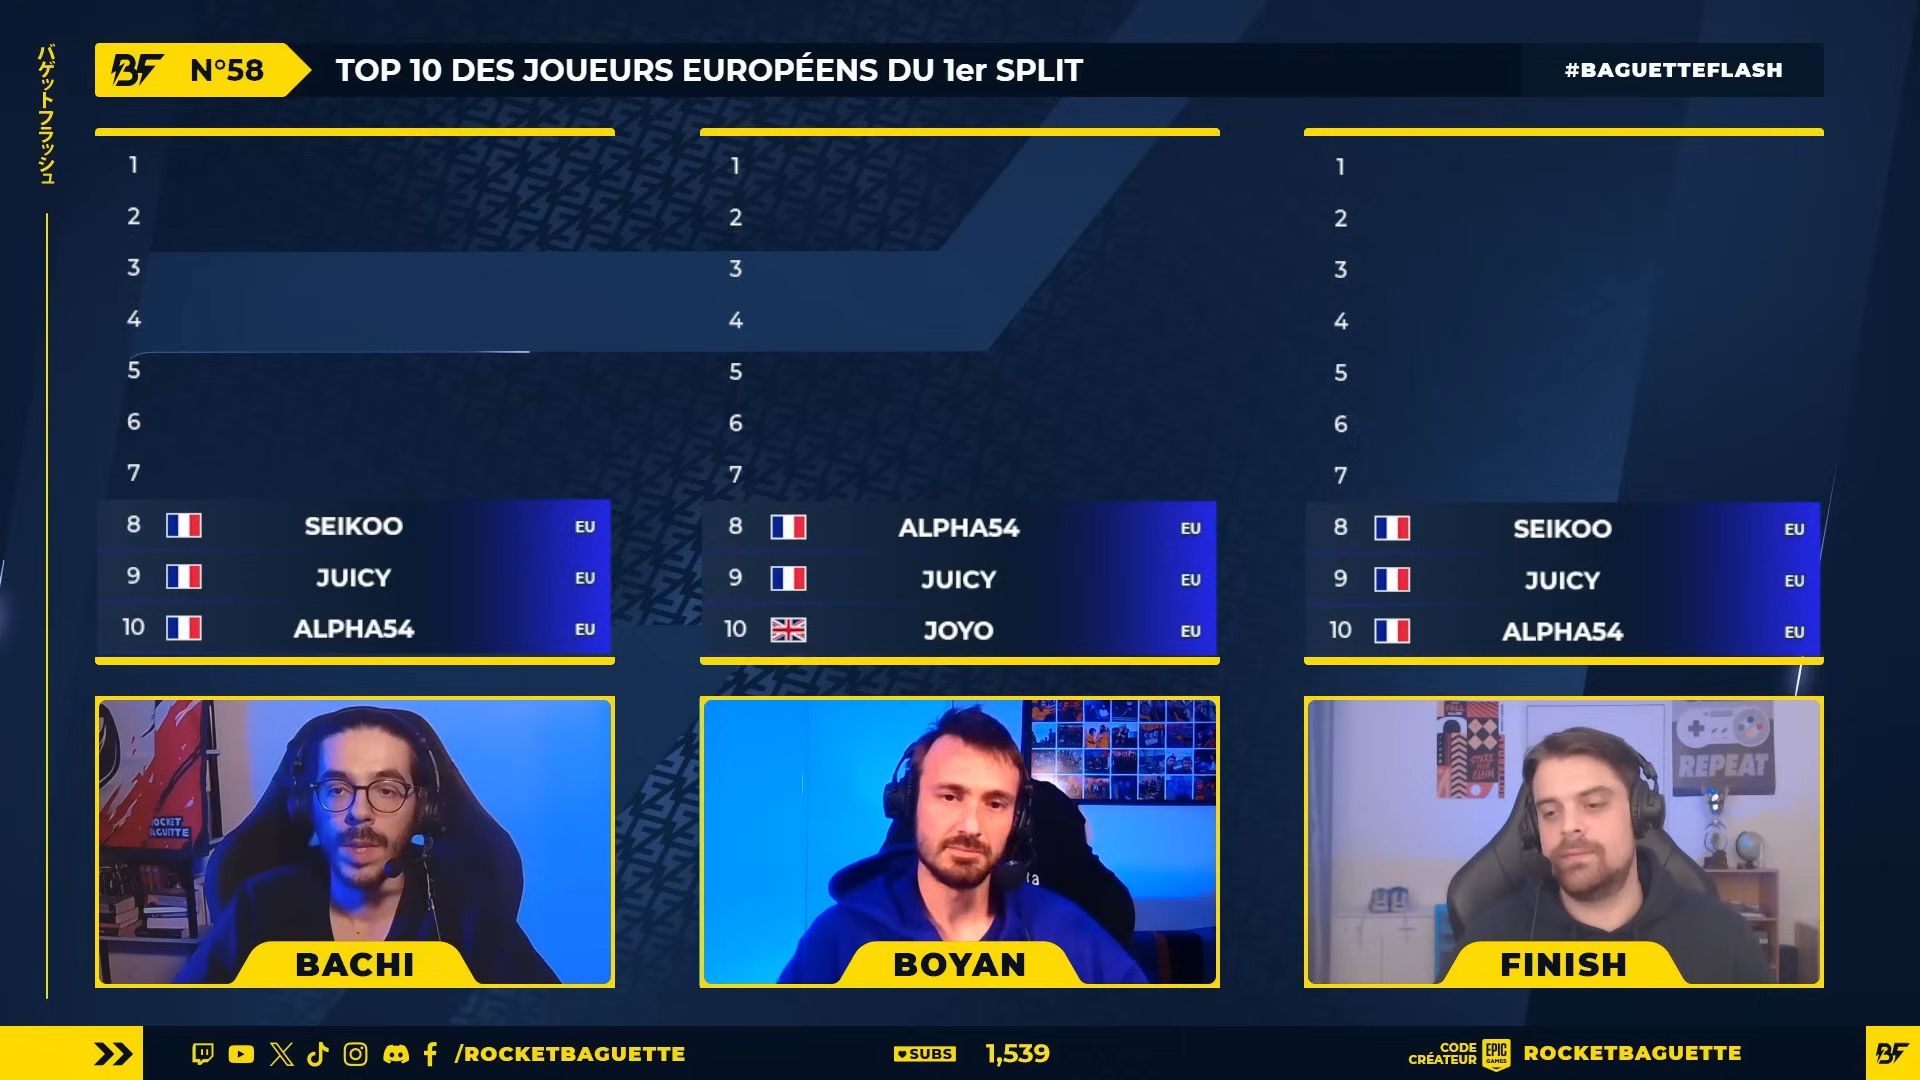 バゲットフラッシュ
BF N°58 TOP 10 DES JOUEURS EUROPÉENS DU 1er SPLIT #BAGUETTEFLASH
1
2
3
4
5
6
7
8 SEIKOO EU
9 JUICY EU
10 ALPHA54 EU
1
2
3
4
5
6
7
8 ALPHA54 EU
9 JUICY EU
10 JOYO EU
1
2
3
4
5
6
7
8 SEIKOO EU
9 JUICY EU
10 ALPHA54 EU
BACHI
BOYAN
REPEAT
FINISH
/ROCKETBAGUETTE
SUBS 1,539
CODE
CRÉATEUR
EPIC
GAMES
ROCKETBAGUETTE
BF